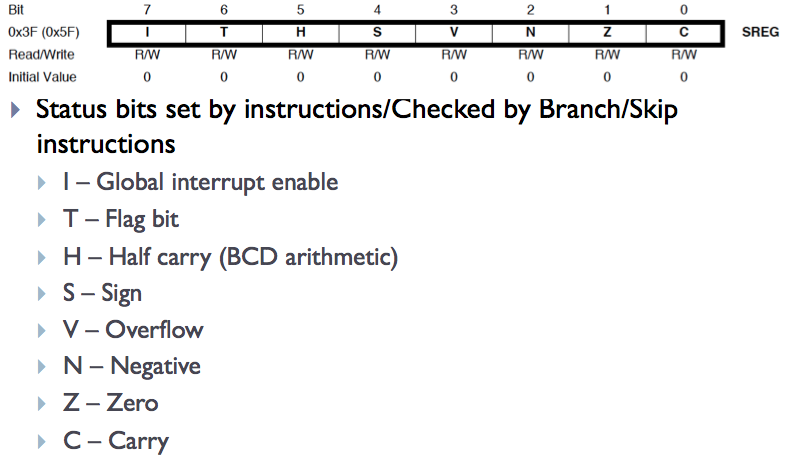 Bit 7 6 5 4 3 2 1 0
0x3F (0x5F) I T H S V N Z C SREG
Read/Write R/W R/W R/W R/W R/W R/W R/W R/W
Initial Value 0 0 0 0 0 0 0 0
Status bits set by instructions/Checked by Branch/Skip
instructions
I – Global interrupt enable
T – Flag bit
H – Half carry (BCD arithmetic)
S – Sign
V – Overflow
N – Negative
Z – Zero
C – Carry